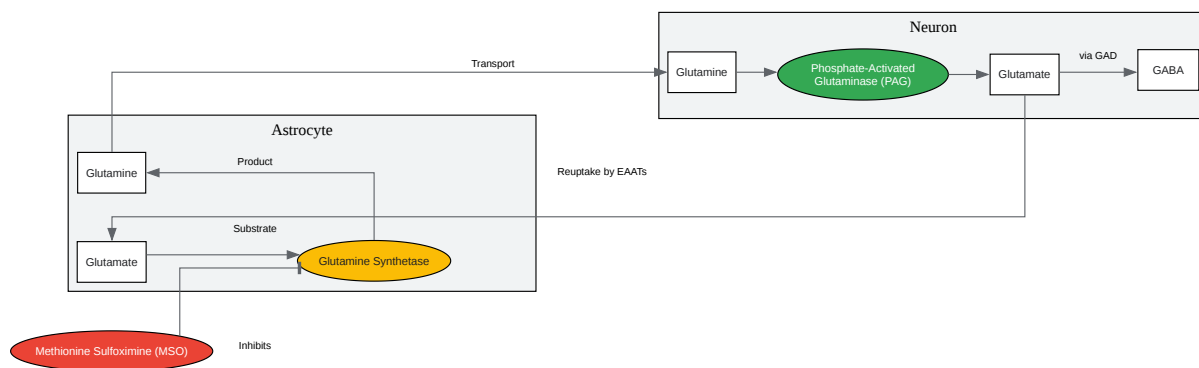 Neuron
Transport
Glutamine
Phosphate-Activated
Glutaminase (PAG)
Glutamate
via GAD
GABA
Astrocyte
Glutamine
Product
Reuptake by EAATs
Glutamate
Substrate
Glutamine Synthetase
Methionine Sulfoximine (MSO)
Inhibits